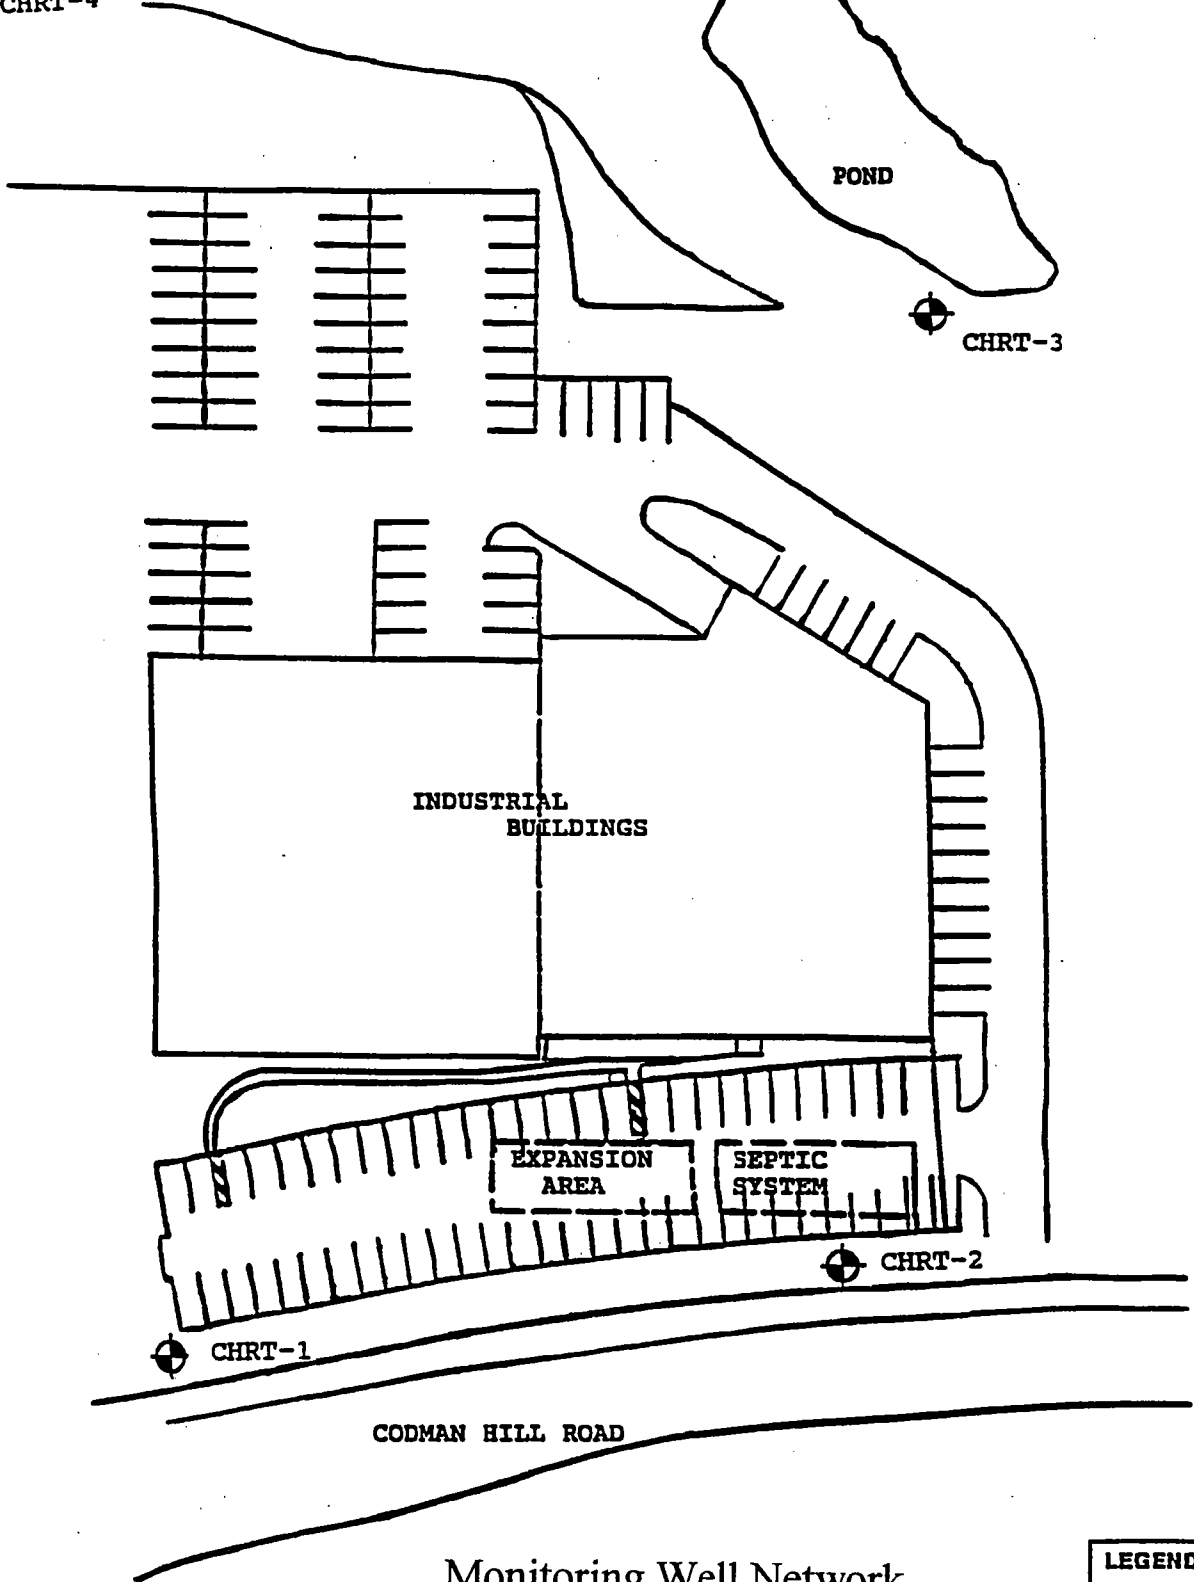 CHRT-4
POND
CHRT-3
INDUSTRIAL
BUILDINGS
EXPANSION
AREA
SEPTIC
SYSTEM
CHRT-2
CHRT-1
CODMAN HILL ROAD
Monitoring Well Network
LEGEND